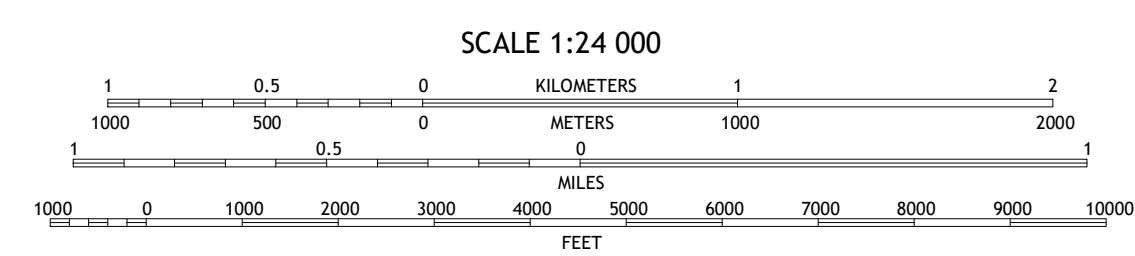 SCALE 1:24 000
1 0.5 0 KILOMETERS 1 2
1000 500 0 METERS 1000 2000
1 0.5 0 1
MILES
1000 0 1000 2000 3000 4000 5000 6000 7000 8000 9000 10000
FEET